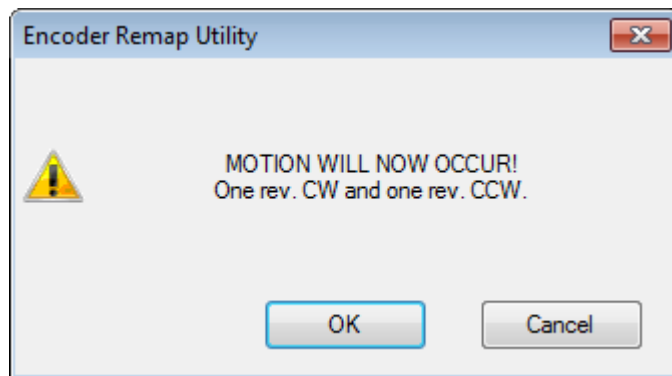 Encoder Remap Utility
MOTION WILL NOW OCCUR!
One rev. CW and one rev. CCW.
OK
Cancel